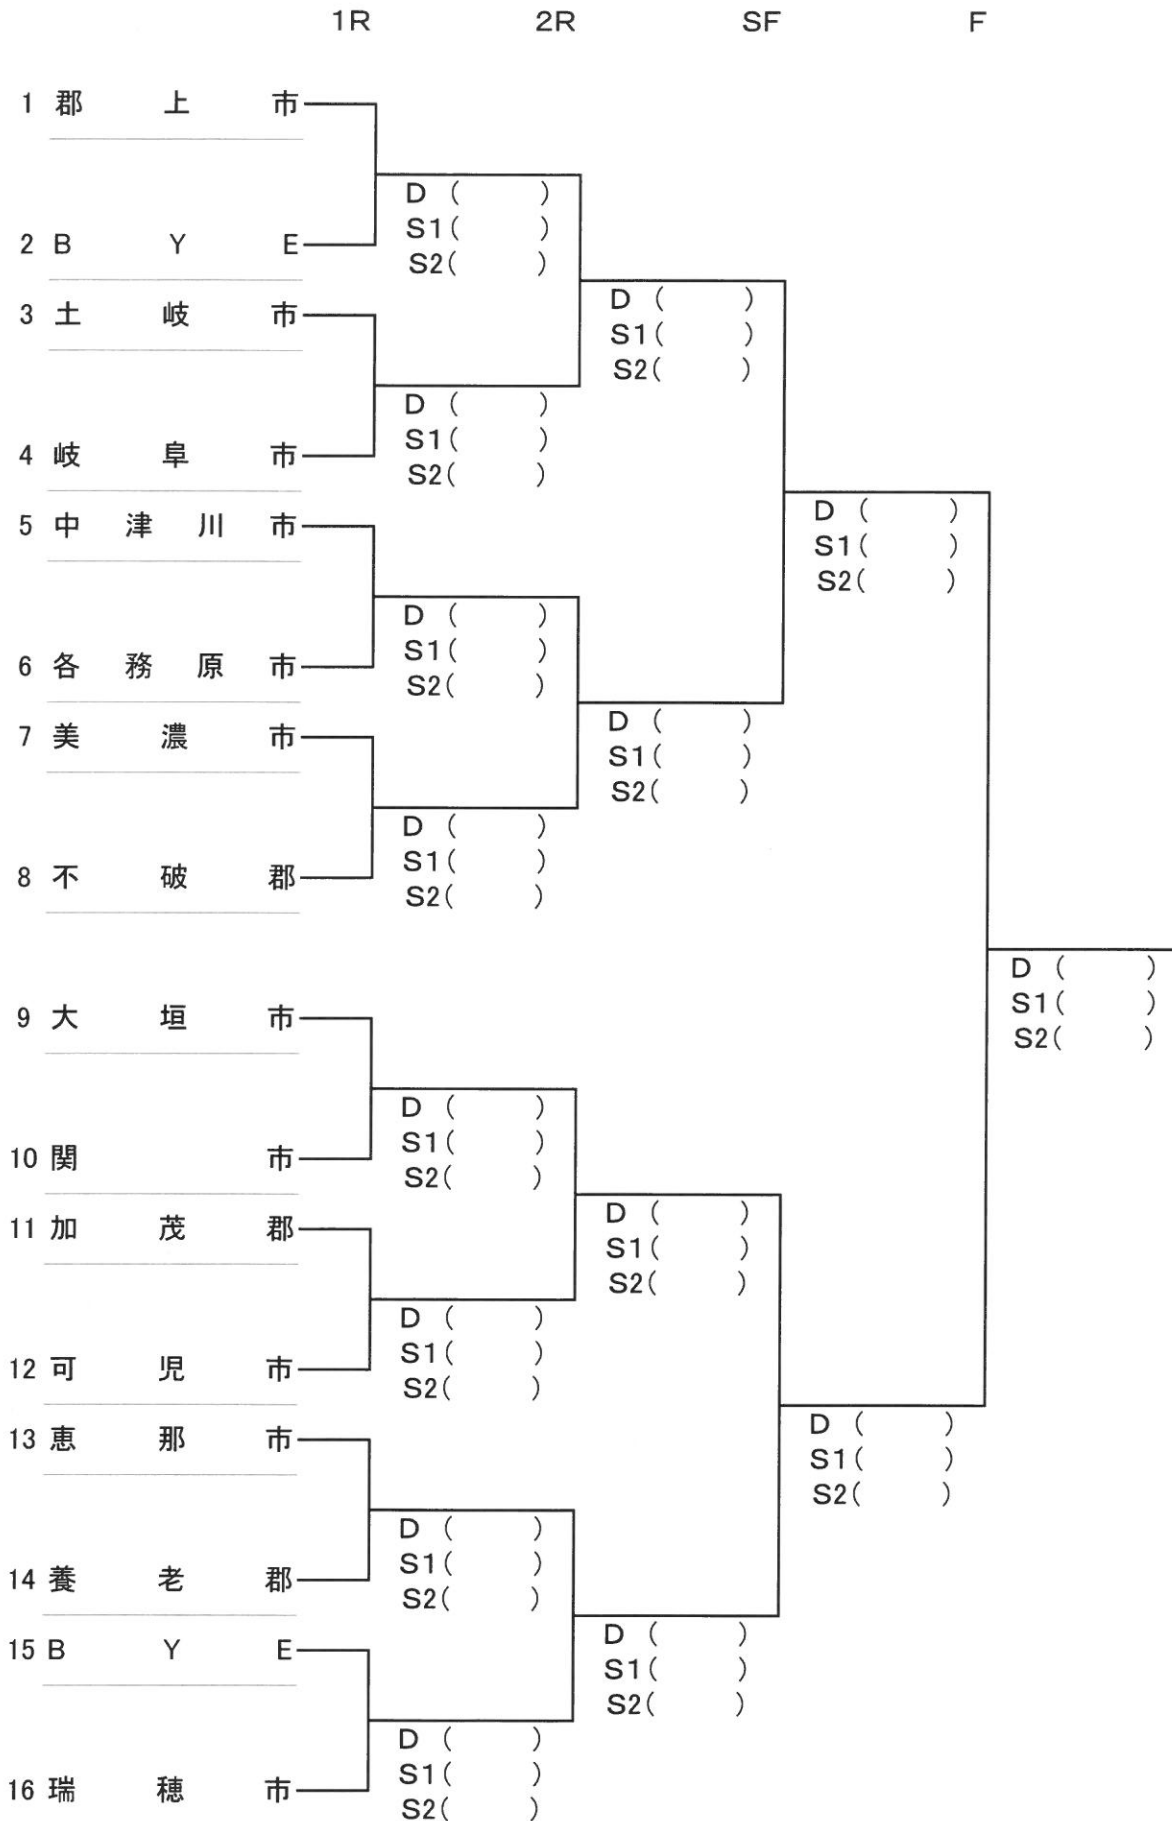 1R 2R SF F
1 郡上市
D ( )
S1( )
2 BYE
S2( )
3 土岐市
D ( )
S1( )
S2( )
D ( )
S1( )
4 岐阜市
S2( )
5 中津川市
D ( )
S1( )
S2( )
D ( )
S1( )
6 各務原市
S2( )
7 美濃市
D ( )
S1( )
S2( )
D ( )
S1( )
8 不破郡
S2( )
D ( )
S1( )
S2( )
9 大垣市
D ( )
S1( )
10 関市
S2( )
11 加茂郡
D ( )
S1( )
S2( )
D ( )
S1( )
12 可児市
S2( )
13 恵那市
D ( )
S1( )
S2( )
D ( )
S1( )
14 養老郡
S2( )
15 BYE
D ( )
S1( )
S2( )
D ( )
S1( )
16 瑞穂市
S2( )